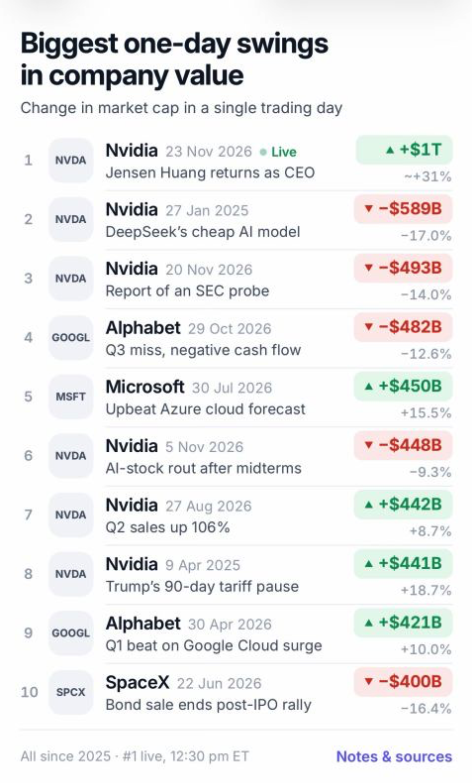 Biggest one-day swings
in company value
Change in market cap in a single trading day
1 NVDA Nvidia 23 Nov 2026 ● Live ▲ +$1T
Jensen Huang returns as CEO ~+31%
2 NVDA Nvidia 27 Jan 2025 ▼ −$589B
DeepSeek’s cheap AI model −17.0%
3 NVDA Nvidia 20 Nov 2026 ▼ −$493B
Report of an SEC probe −14.0%
4 GOOGL Alphabet 29 Oct 2026 ▼ −$482B
Q3 miss, negative cash flow −12.6%
5 MSFT Microsoft 30 Jul 2026 ▲ +$450B
Upbeat Azure cloud forecast +15.5%
6 NVDA Nvidia 5 Nov 2026 ▼ −$448B
AI-stock rout after midterms −9.3%
7 NVDA Nvidia 27 Aug 2026 ▲ +$442B
Q2 sales up 106% +8.7%
8 NVDA Nvidia 9 Apr 2025 ▲ +$441B
Trump’s 90-day tariff pause +18.7%
9 GOOGL Alphabet 30 Apr 2026 ▲ +$421B
Q1 beat on Google Cloud surge +10.0%
10 SPCX SpaceX 22 Jun 2026 ▼ −$400B
Bond sale ends post-IPO rally −16.4%
All since 2025 · #1 live, 12:30 pm ET Notes & sources